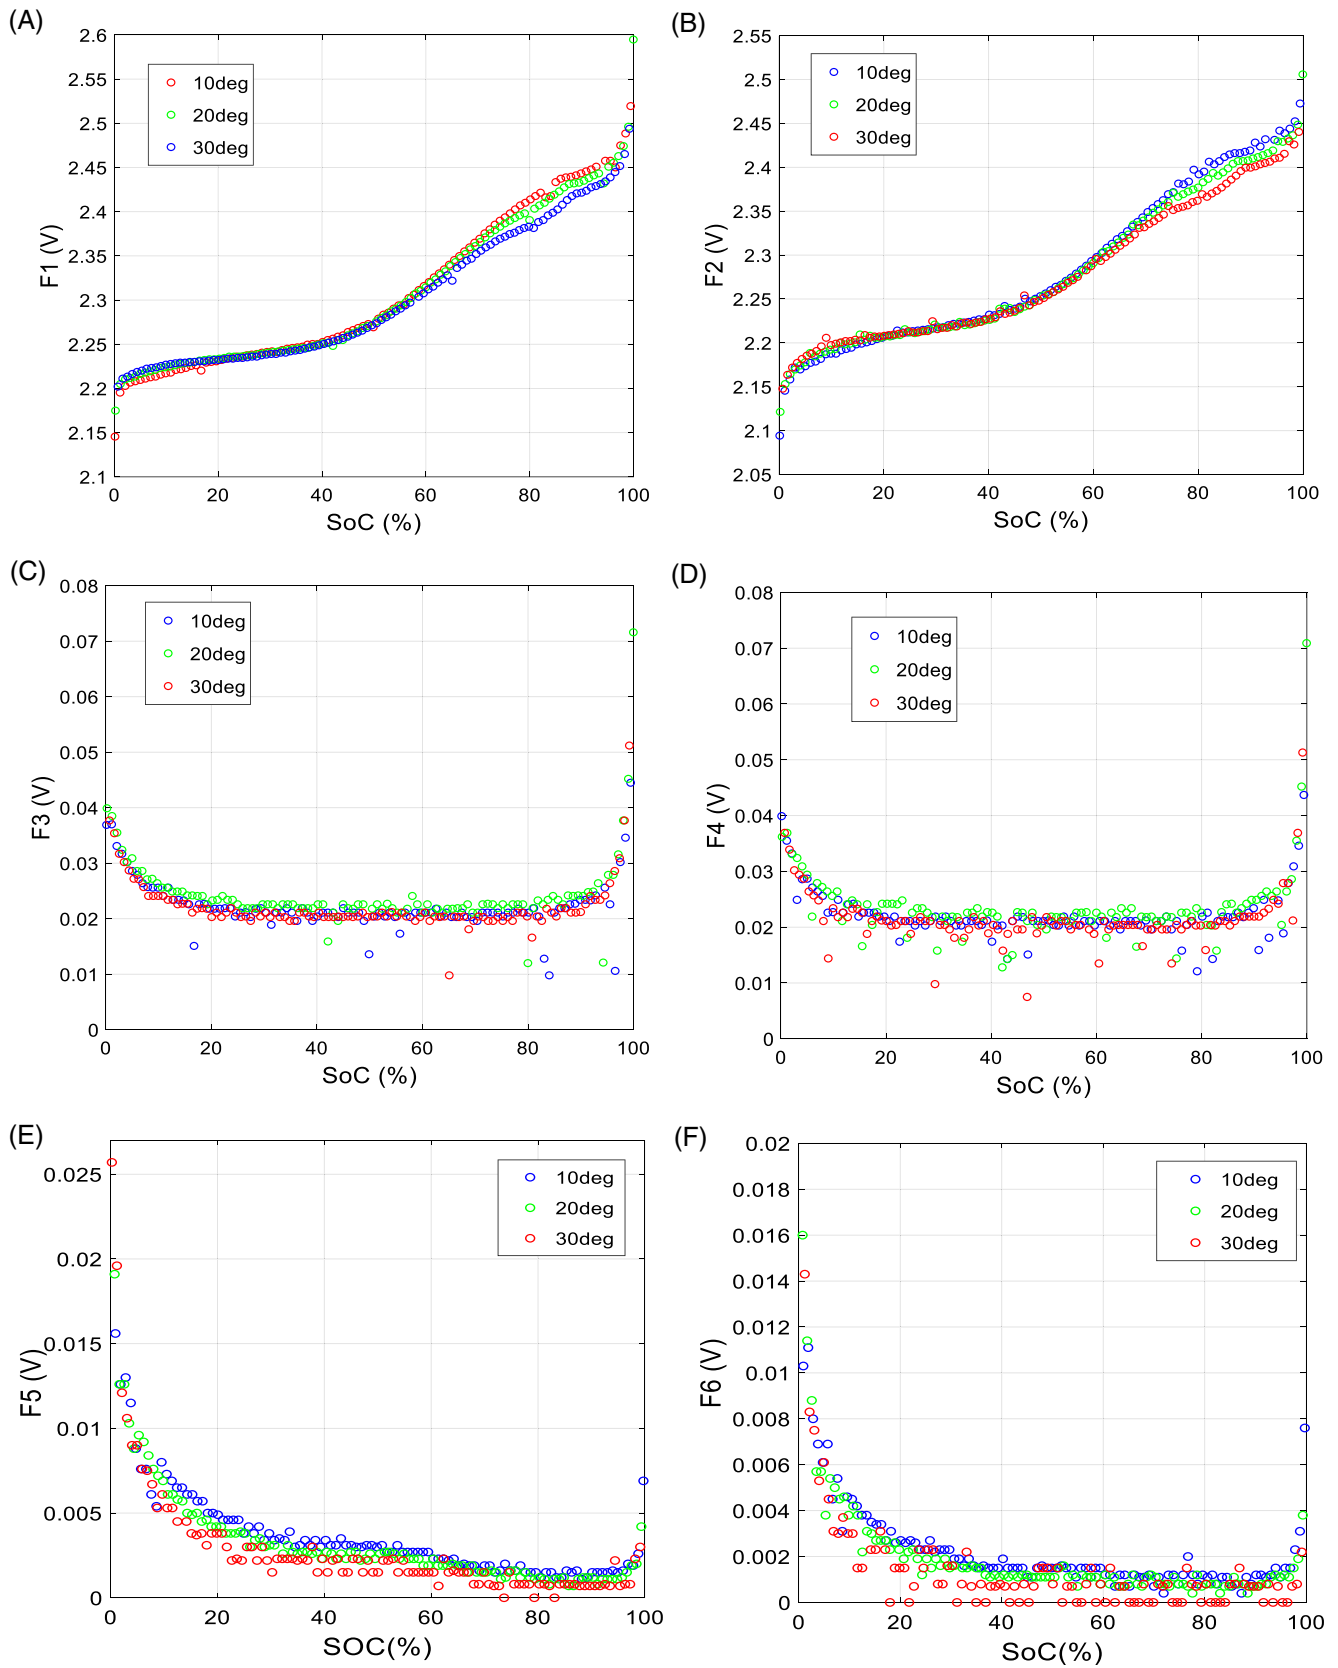 (A)
2.6
2.55
2.5
2.45
2.4
2.35
2.3
2.25
2.2
2.15
2.1
F1 (V)
10deg
20deg
30deg
0 20 40 60 80 100
SoC (%)
(B)
2.55
2.5
2.45
2.4
2.35
2.3
2.25
2.2
2.15
2.1
2.05
F2 (V)
10deg
20deg
30deg
0 20 40 60 80 100
SoC (%)
(C)
0.08
0.07
0.06
0.05
0.04
0.03
0.02
0.01
0
F3 (V)
10deg
20deg
30deg
0 20 40 60 80 100
SoC (%)
(D)
0.08
0.07
0.06
0.05
0.04
0.03
0.02
0.01
0
F4 (V)
10deg
20deg
30deg
0 20 40 60 80 100
SoC (%)
(E)
0.025
0.02
0.015
0.01
0.005
0
F5 (V)
10deg
20deg
30deg
0 20 40 60 80 100
SOC(%)
(F)
0.02
0.018
0.016
0.014
0.012
0.01
0.008
0.006
0.004
0.002
0
F6 (V)
10deg
20deg
30deg
0 20 40 60 80 100
SoC(%)